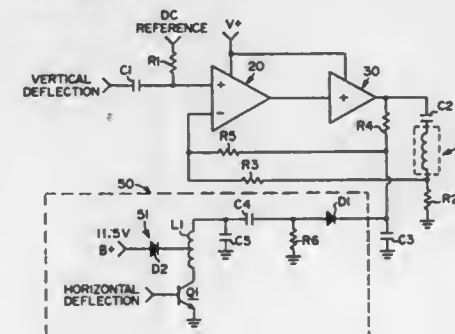 DC
REFERENCE
V+
R1
20
30
C1
VERTICAL
DEFLECTION
+
−
+
C2
R4
R5
R3
R2
50
C4
D1
51
L1
11.5V
B+
D2
C5
R6
C3
HORIZONTAL
DEFLECTION
Q1